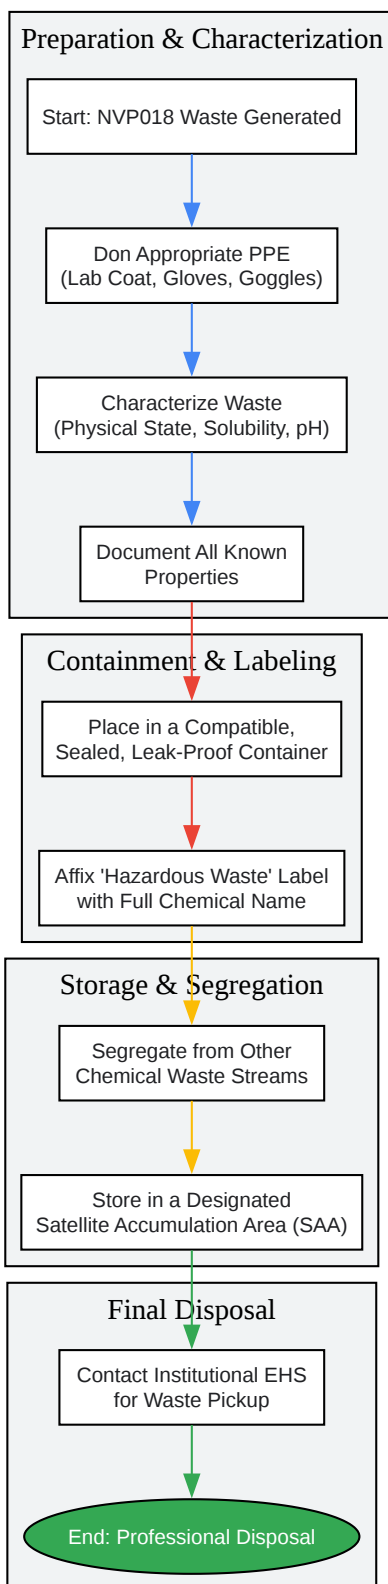 Preparation & Characterization
Start: NVP018 Waste Generated
Don Appropriate PPE
(Lab Coat, Gloves, Goggles)
Characterize Waste
(Physical State, Solubility, pH)
Document All Known
Properties
Containment & Labeling
Place in a Compatible,
Sealed, Leak-Proof Container
Affix 'Hazardous Waste' Label
with Full Chemical Name
Storage & Segregation
Segregate from Other
Chemical Waste Streams
Store in a Designated
Satellite Accumulation Area (SAA)
Final Disposal
Contact Institutional EHS
for Waste Pickup
End: Professional Disposal